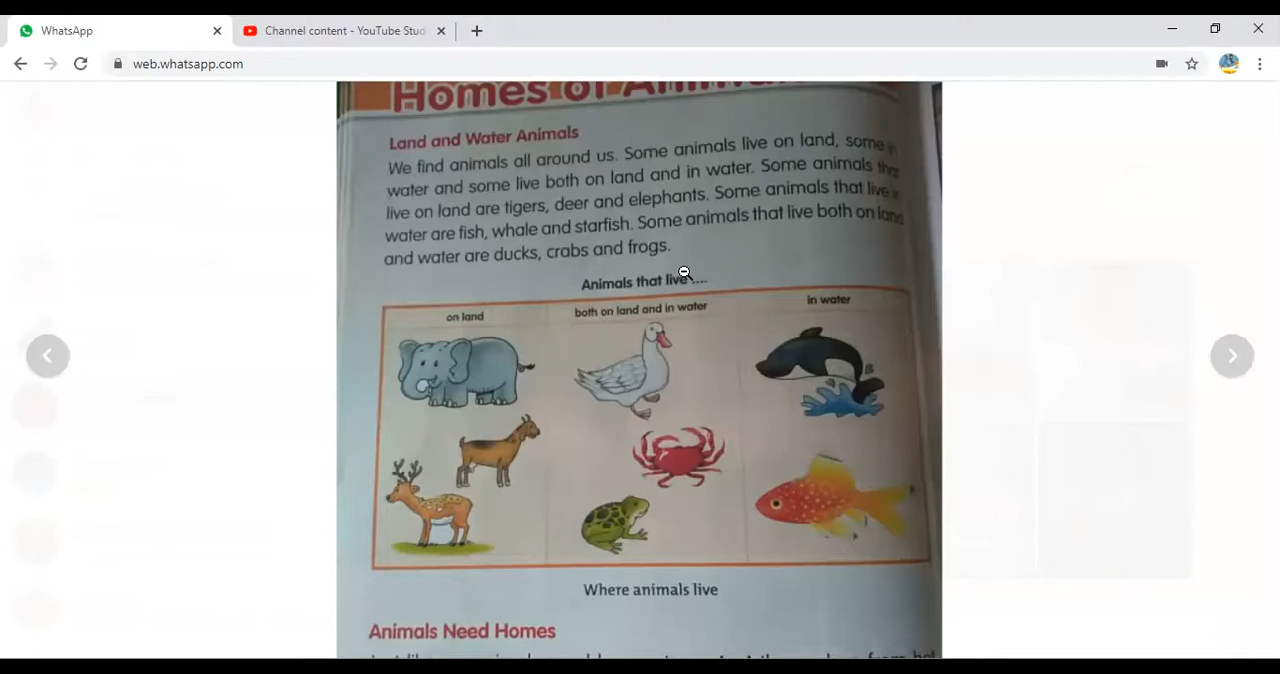 WhatsApp
Channel content - YouTube Stud
web.whatsapp.com
Homes of
Land and Water Animals
We find animals all around us. Some animals live on land, some
water and some live both on land and in water. Some animals that
live on land are tigers, deer and elephants. Some animals that live
water are fish, whale and starfish. Some animals that live both on land
and water are ducks, crabs and frogs.
Animals that live ....
on land
both on land and in water
in water
Where animals live
Animals Need Homes